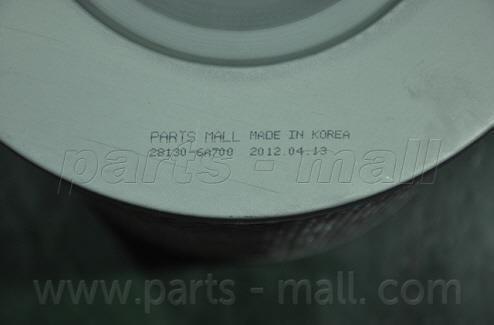 PARTS MALL MADE IN KOREA
28130-6A700 2012.04.13
parts - mall
www.parts-mall.com